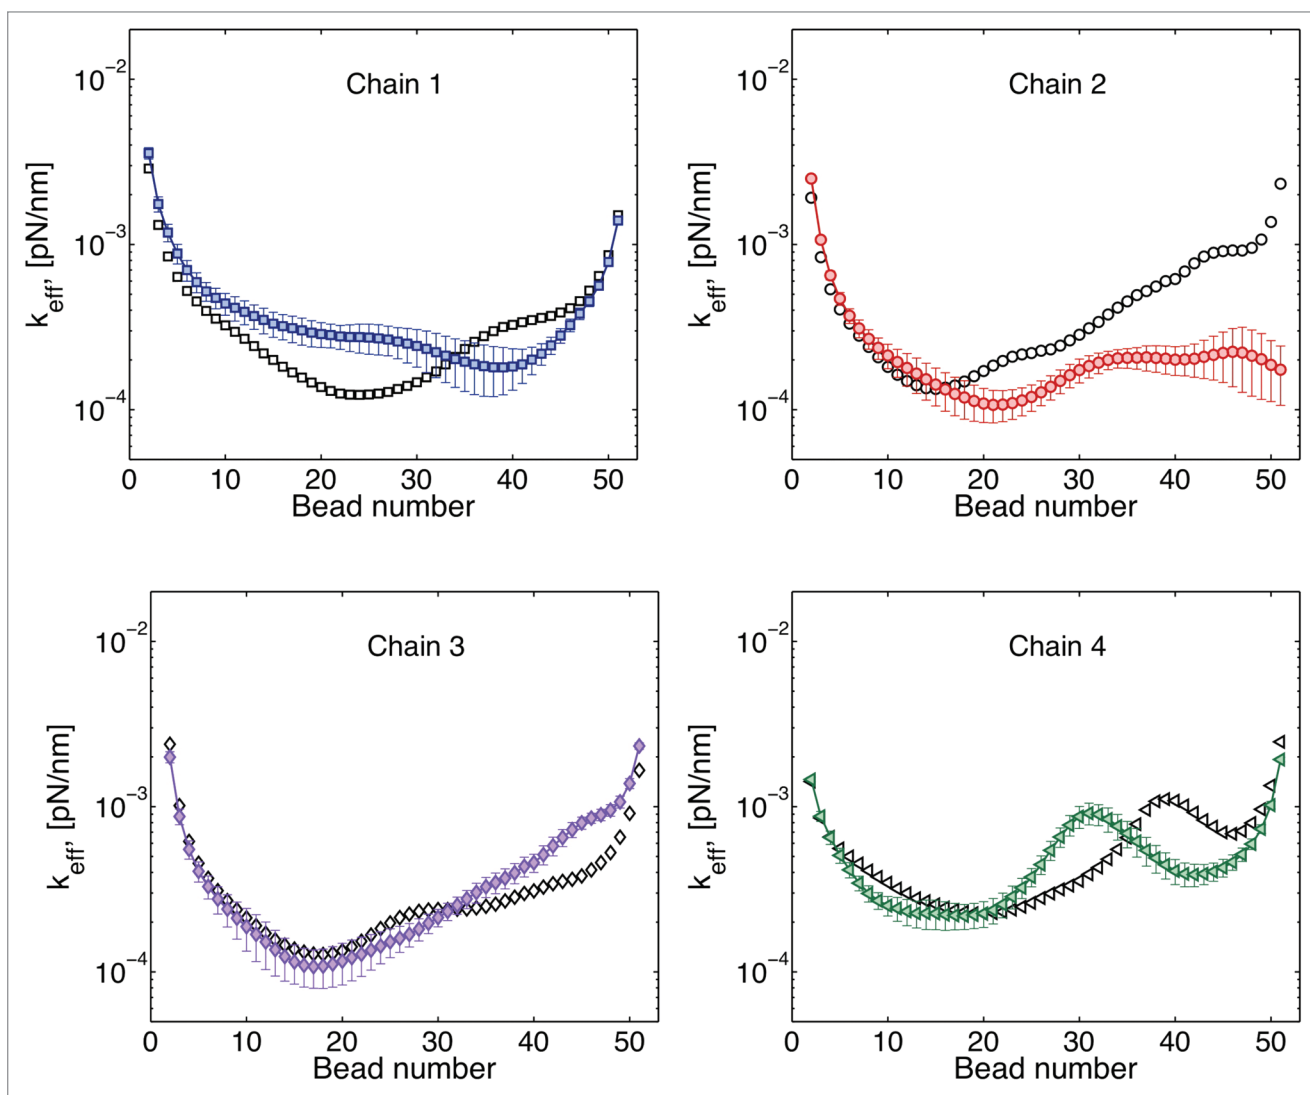 Chain 1
10⁻²
10⁻³
10⁻⁴
k_eff, [pN/nm]
0 10 20 30 40 50
Bead number
Chain 2
10⁻²
10⁻³
10⁻⁴
k_eff, [pN/nm]
0 10 20 30 40 50
Bead number
Chain 3
10⁻²
10⁻³
10⁻⁴
k_eff, [pN/nm]
0 10 20 30 40 50
Bead number
Chain 4
10⁻²
10⁻³
10⁻⁴
k_eff, [pN/nm]
0 10 20 30 40 50
Bead number